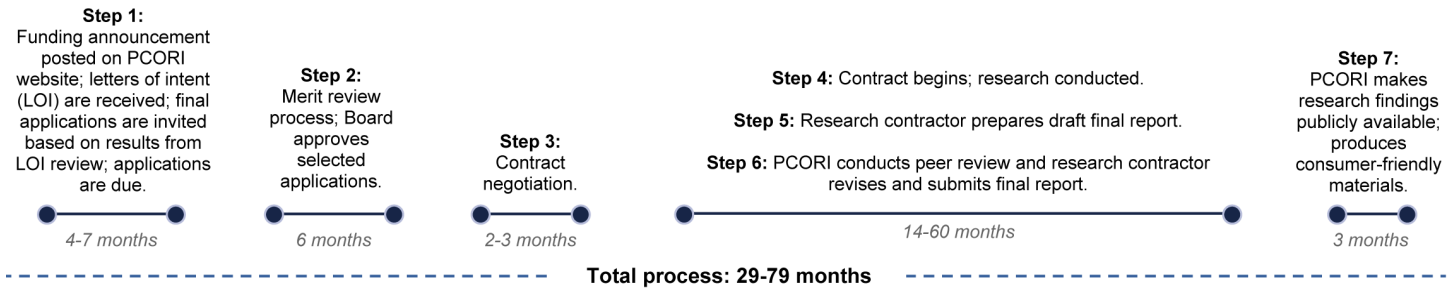 Step 1:
Funding announcement
posted on PCORI
website; letters of intent
(LOI) are received; final
applications are invited
based on results from
LOI review; applications
are due.
4-7 months
Step 2:
Merit review
process; Board
approves
selected
applications.
6 months
Step 3:
Contract
negotiation.
2-3 months
Step 4: Contract begins; research conducted.
Step 5: Research contractor prepares draft final report.
Step 6: PCORI conducts peer review and research contractor
revises and submits final report.
14-60 months
Step 7:
PCORI makes
research findings
publicly available;
produces
consumer-friendly
materials.
3 months
Total process: 29-79 months